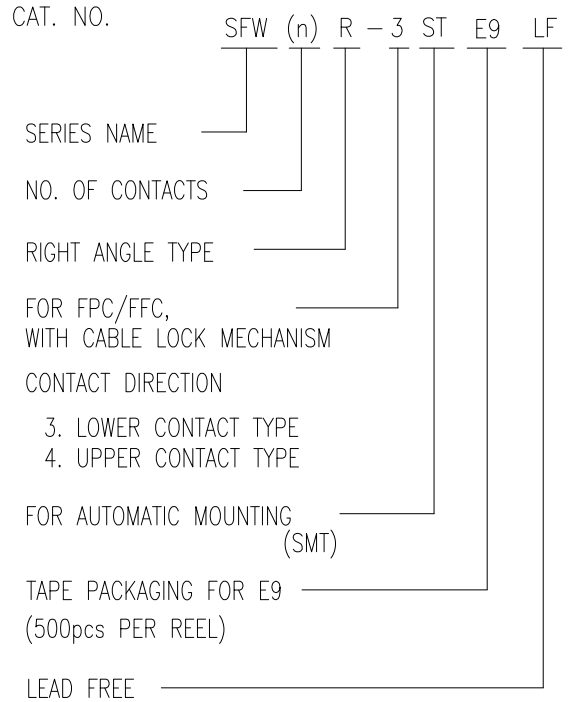 CAT. NO.
SFW (n) R - 3 ST E9 LF
SERIES NAME
NO. OF CONTACTS
RIGHT ANGLE TYPE
FOR FPC/FFC,
WITH CABLE LOCK MECHANISM
CONTACT DIRECTION
3. LOWER CONTACT TYPE
4. UPPER CONTACT TYPE
FOR AUTOMATIC MOUNTING
(SMT)
TAPE PACKAGING FOR E9
(500pcs PER REEL)
LEAD FREE